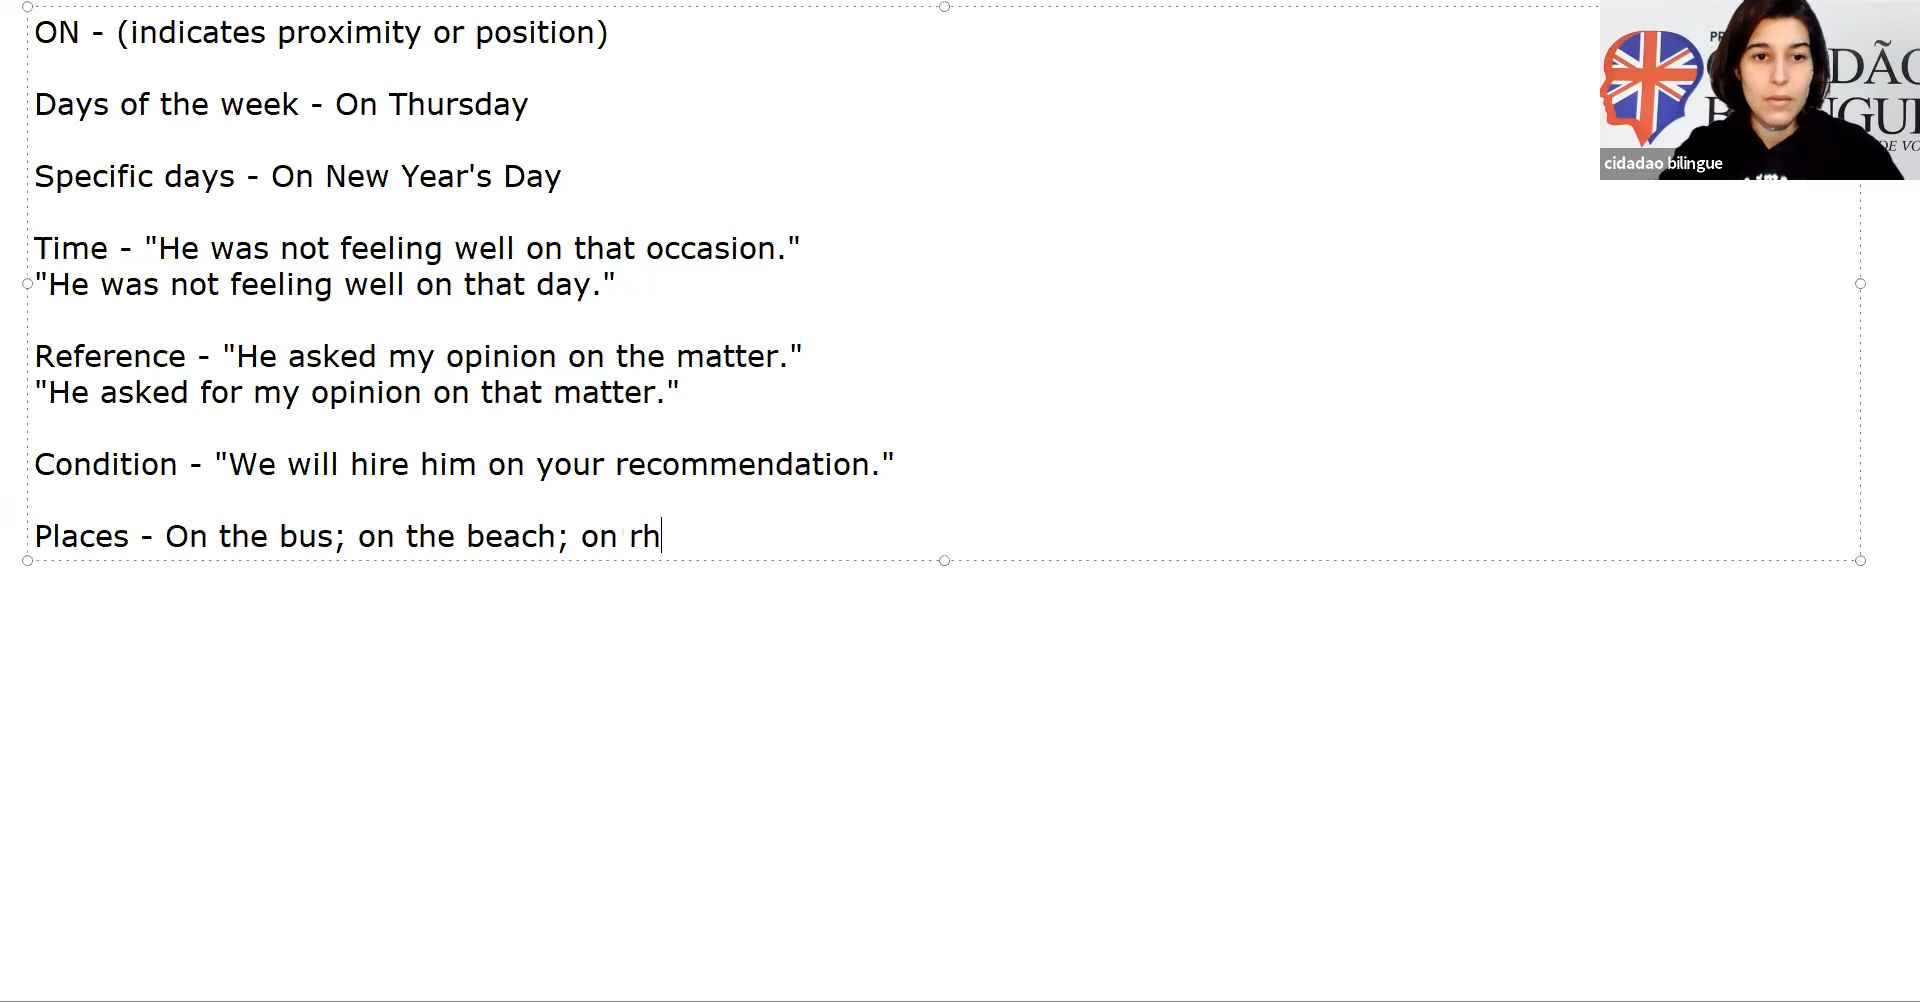 ON - (indicates proximity or position)
Days of the week - On Thursday
Specific days - On New Year's Day
Time - "He was not feeling well on that occasion."
"He was not feeling well on that day."
Reference - "He asked my opinion on the matter."
"He asked for my opinion on that matter."
Condition - "We will hire him on your recommendation."
Places - On the bus; on the beach; on rh
cidadao bilingue